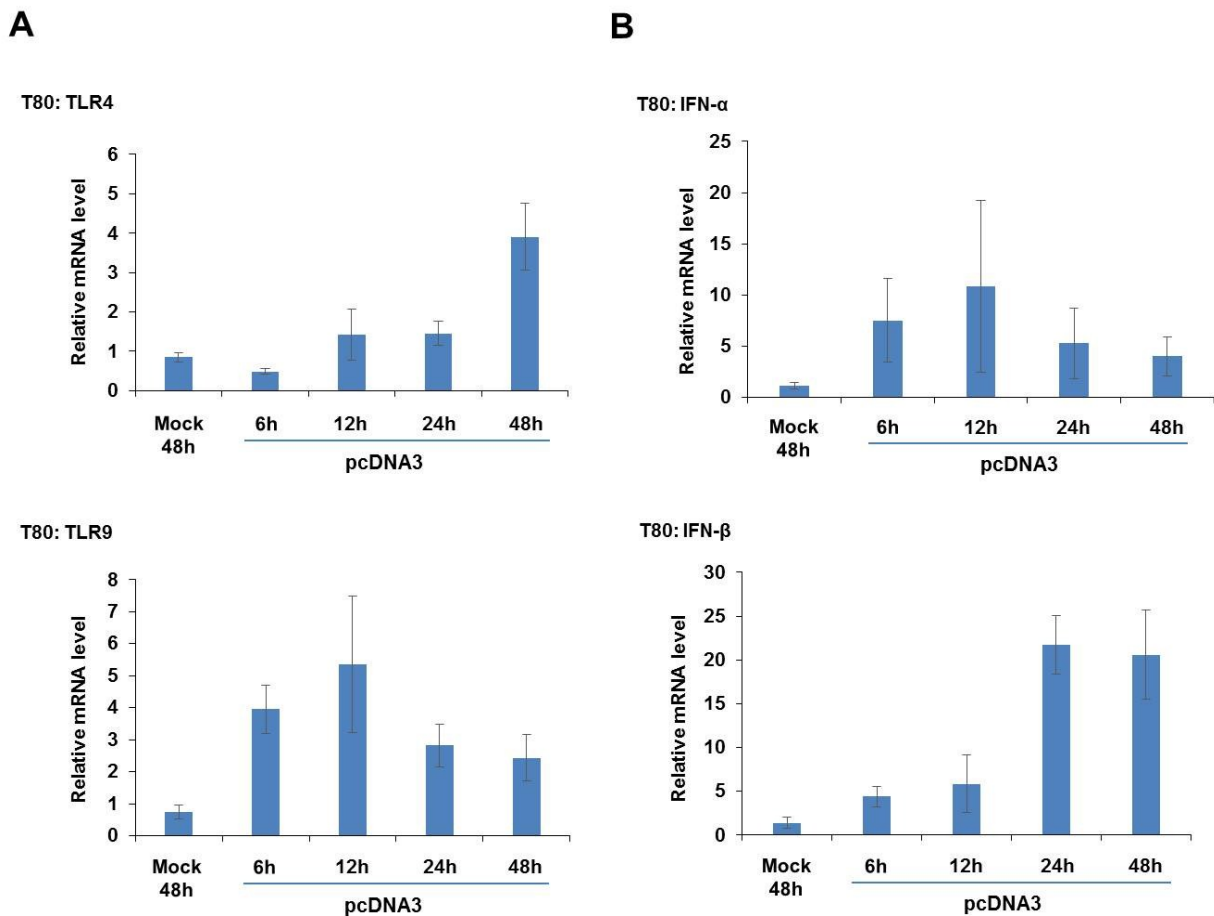 A
T80: TLR4
Relative mRNA level
6
5
4
3
2
1
0
Mock 48h
6h
12h
24h
48h
pcDNA3
T80: TLR9
Relative mRNA level
8
7
6
5
4
3
2
1
0
Mock 48h
6h
12h
24h
48h
pcDNA3
B
T80: IFN-α
Relative mRNA level
25
20
15
10
5
0
Mock 48h
6h
12h
24h
48h
pcDNA3
T80: IFN-β
Relative mRNA level
30
25
20
15
10
5
0
Mock 48h
6h
12h
24h
48h
pcDNA3